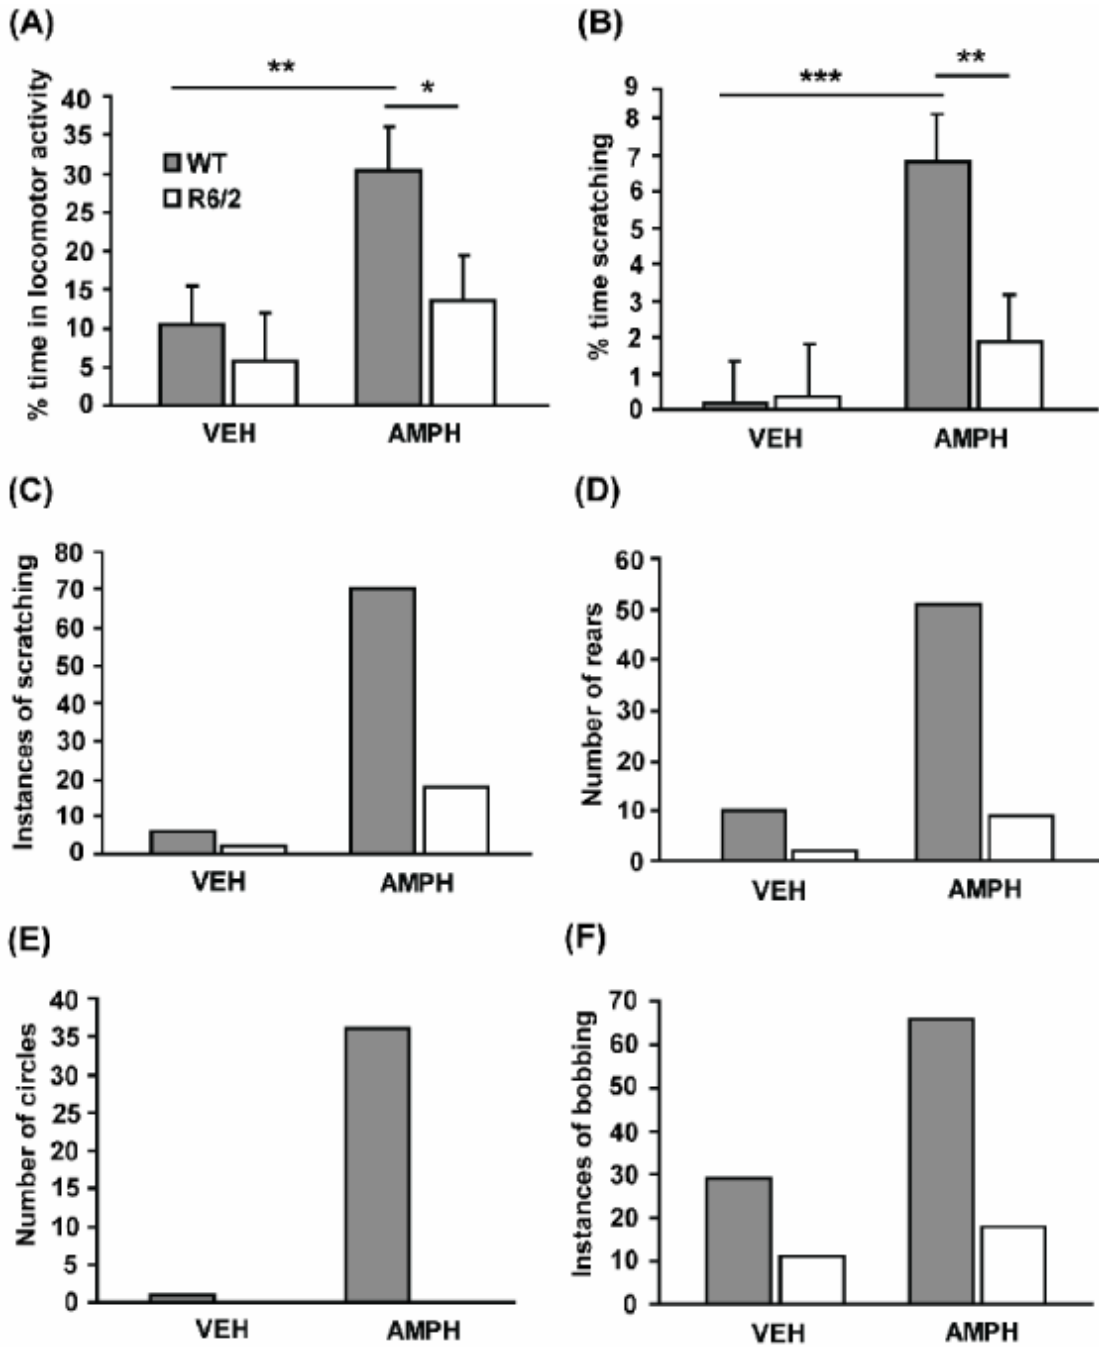 (A)
(B)
**
*
***
**
% time in locomotor activity
40
35
30
25
20
15
10
5
0
WT
R6/2
VEH
AMPH
% time scratching
9
8
7
6
5
4
3
2
1
0
VEH
AMPH
(C)
(D)
Instances of scratching
80
70
60
50
40
30
20
10
0
VEH
AMPH
Number of rears
60
50
40
30
20
10
0
VEH
AMPH
(E)
(F)
Number of circles
40
35
30
25
20
15
10
5
0
VEH
AMPH
Instances of bobbing
70
60
50
40
30
20
10
0
VEH
AMPH